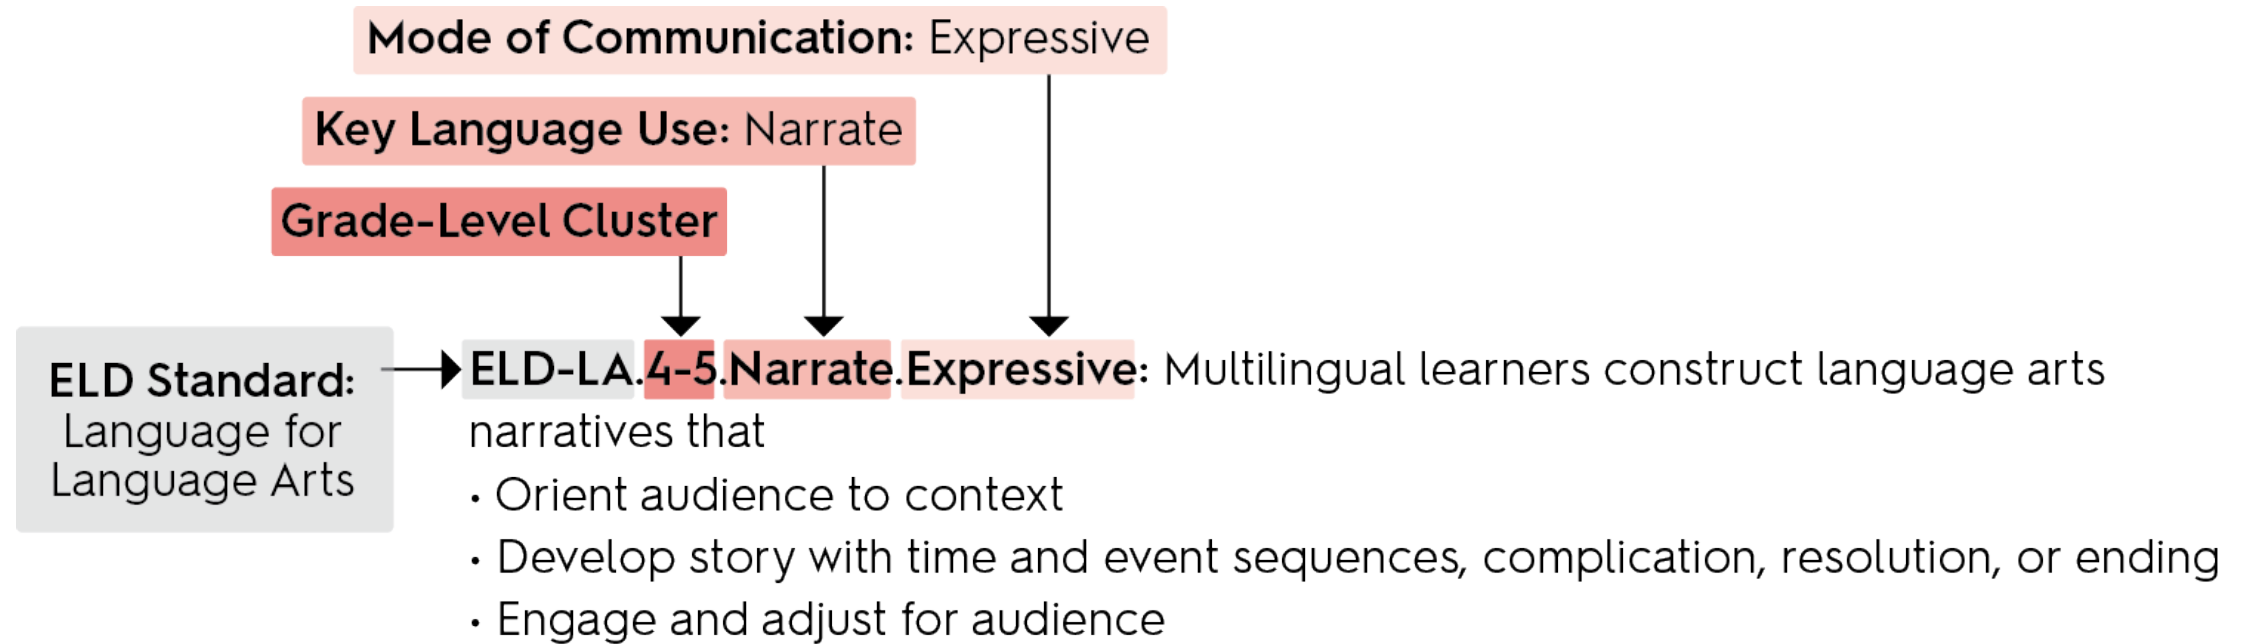 Mode of Communication: Expressive
Key Language Use: Narrate
Grade-Level Cluster
ELD Standard:
Language for
Language Arts
ELD-LA.4-5.Narrate.Expressive: Multilingual learners construct language arts
narratives that
• Orient audience to context
• Develop story with time and event sequences, complication, resolution, or ending
• Engage and adjust for audience